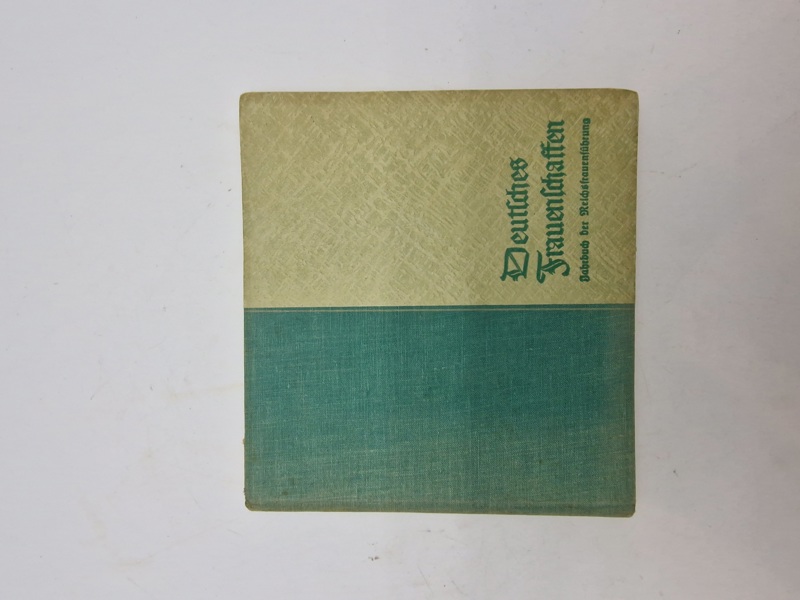 Deutsches
Frauenschaffen
Jahrbuch der Reichsfrauenführung